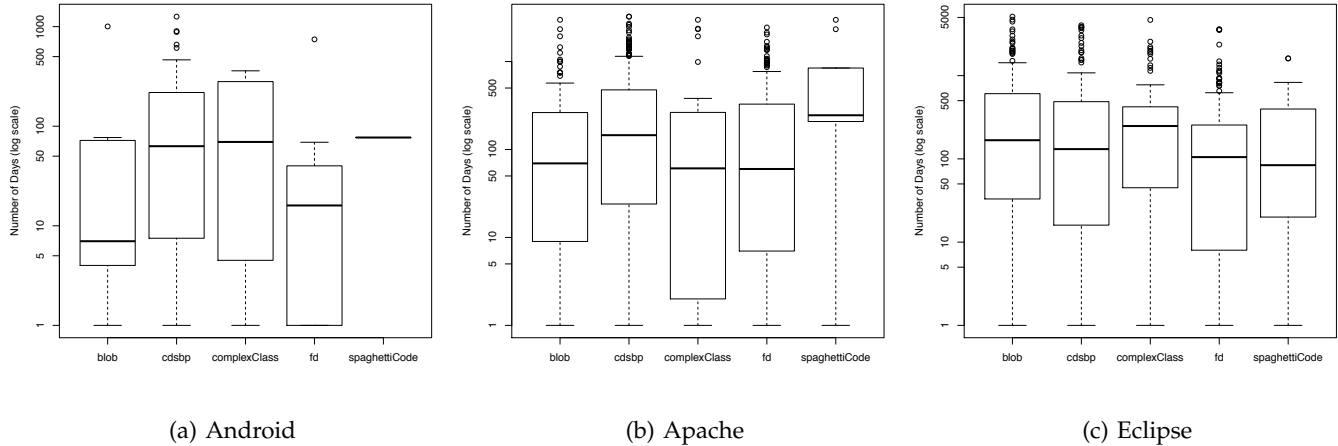 1000
500
100
50
10
5
1
Number of Days (log scale)
blob cdsbp complexClass fd spaghettiCode
(a) Android
500
100
50
10
5
1
Number of Days (log scale)
blob cdsbp complexClass fd spaghettiCode
(b) Apache
5000
500
100
50
10
5
1
Number of Days (log scale)
blob cdsbp complexClass fd spaghettiCode
(c) Eclipse